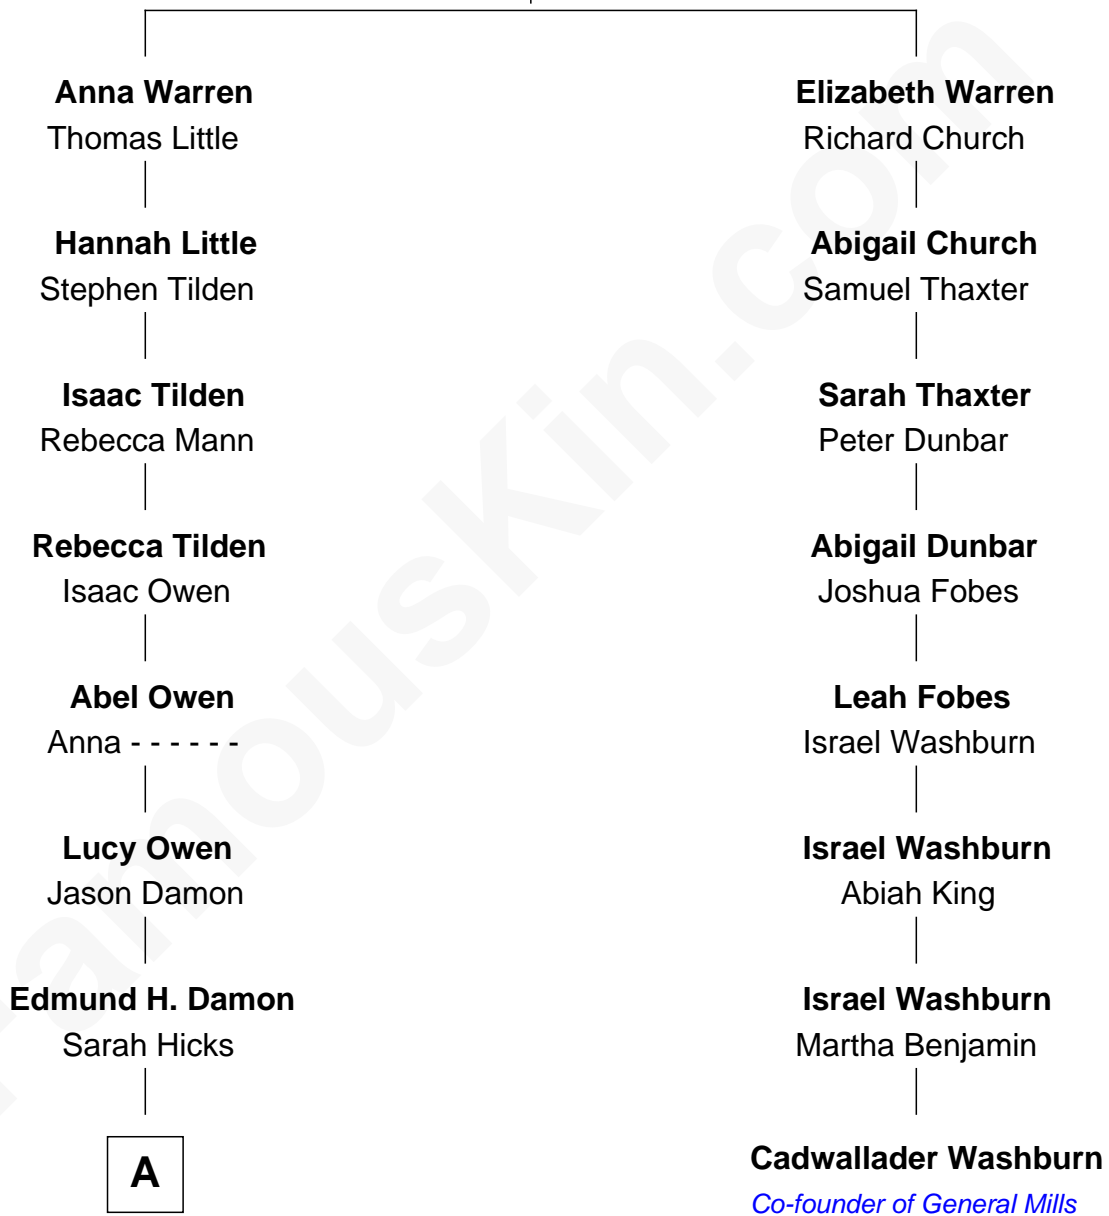 Anna Warren
Thomas Little
Hannah Little
Stephen Tilden
Isaac Tilden
Rebecca Mann
Rebecca Tilden
Isaac Owen
Abel Owen
Anna - - - - - -
Lucy Owen
Jason Damon
Edmund H. Damon
Sarah Hicks
A
Elizabeth Warren
Richard Church
Abigail Church
Samuel Thaxter
Sarah Thaxter
Peter Dunbar
Abigail Dunbar
Joshua Fobes
Leah Fobes
Israel Washburn
Israel Washburn
Abiah King
Israel Washburn
Martha Benjamin
Cadwallader Washburn
Co-founder of General Mills
FamousKin.com